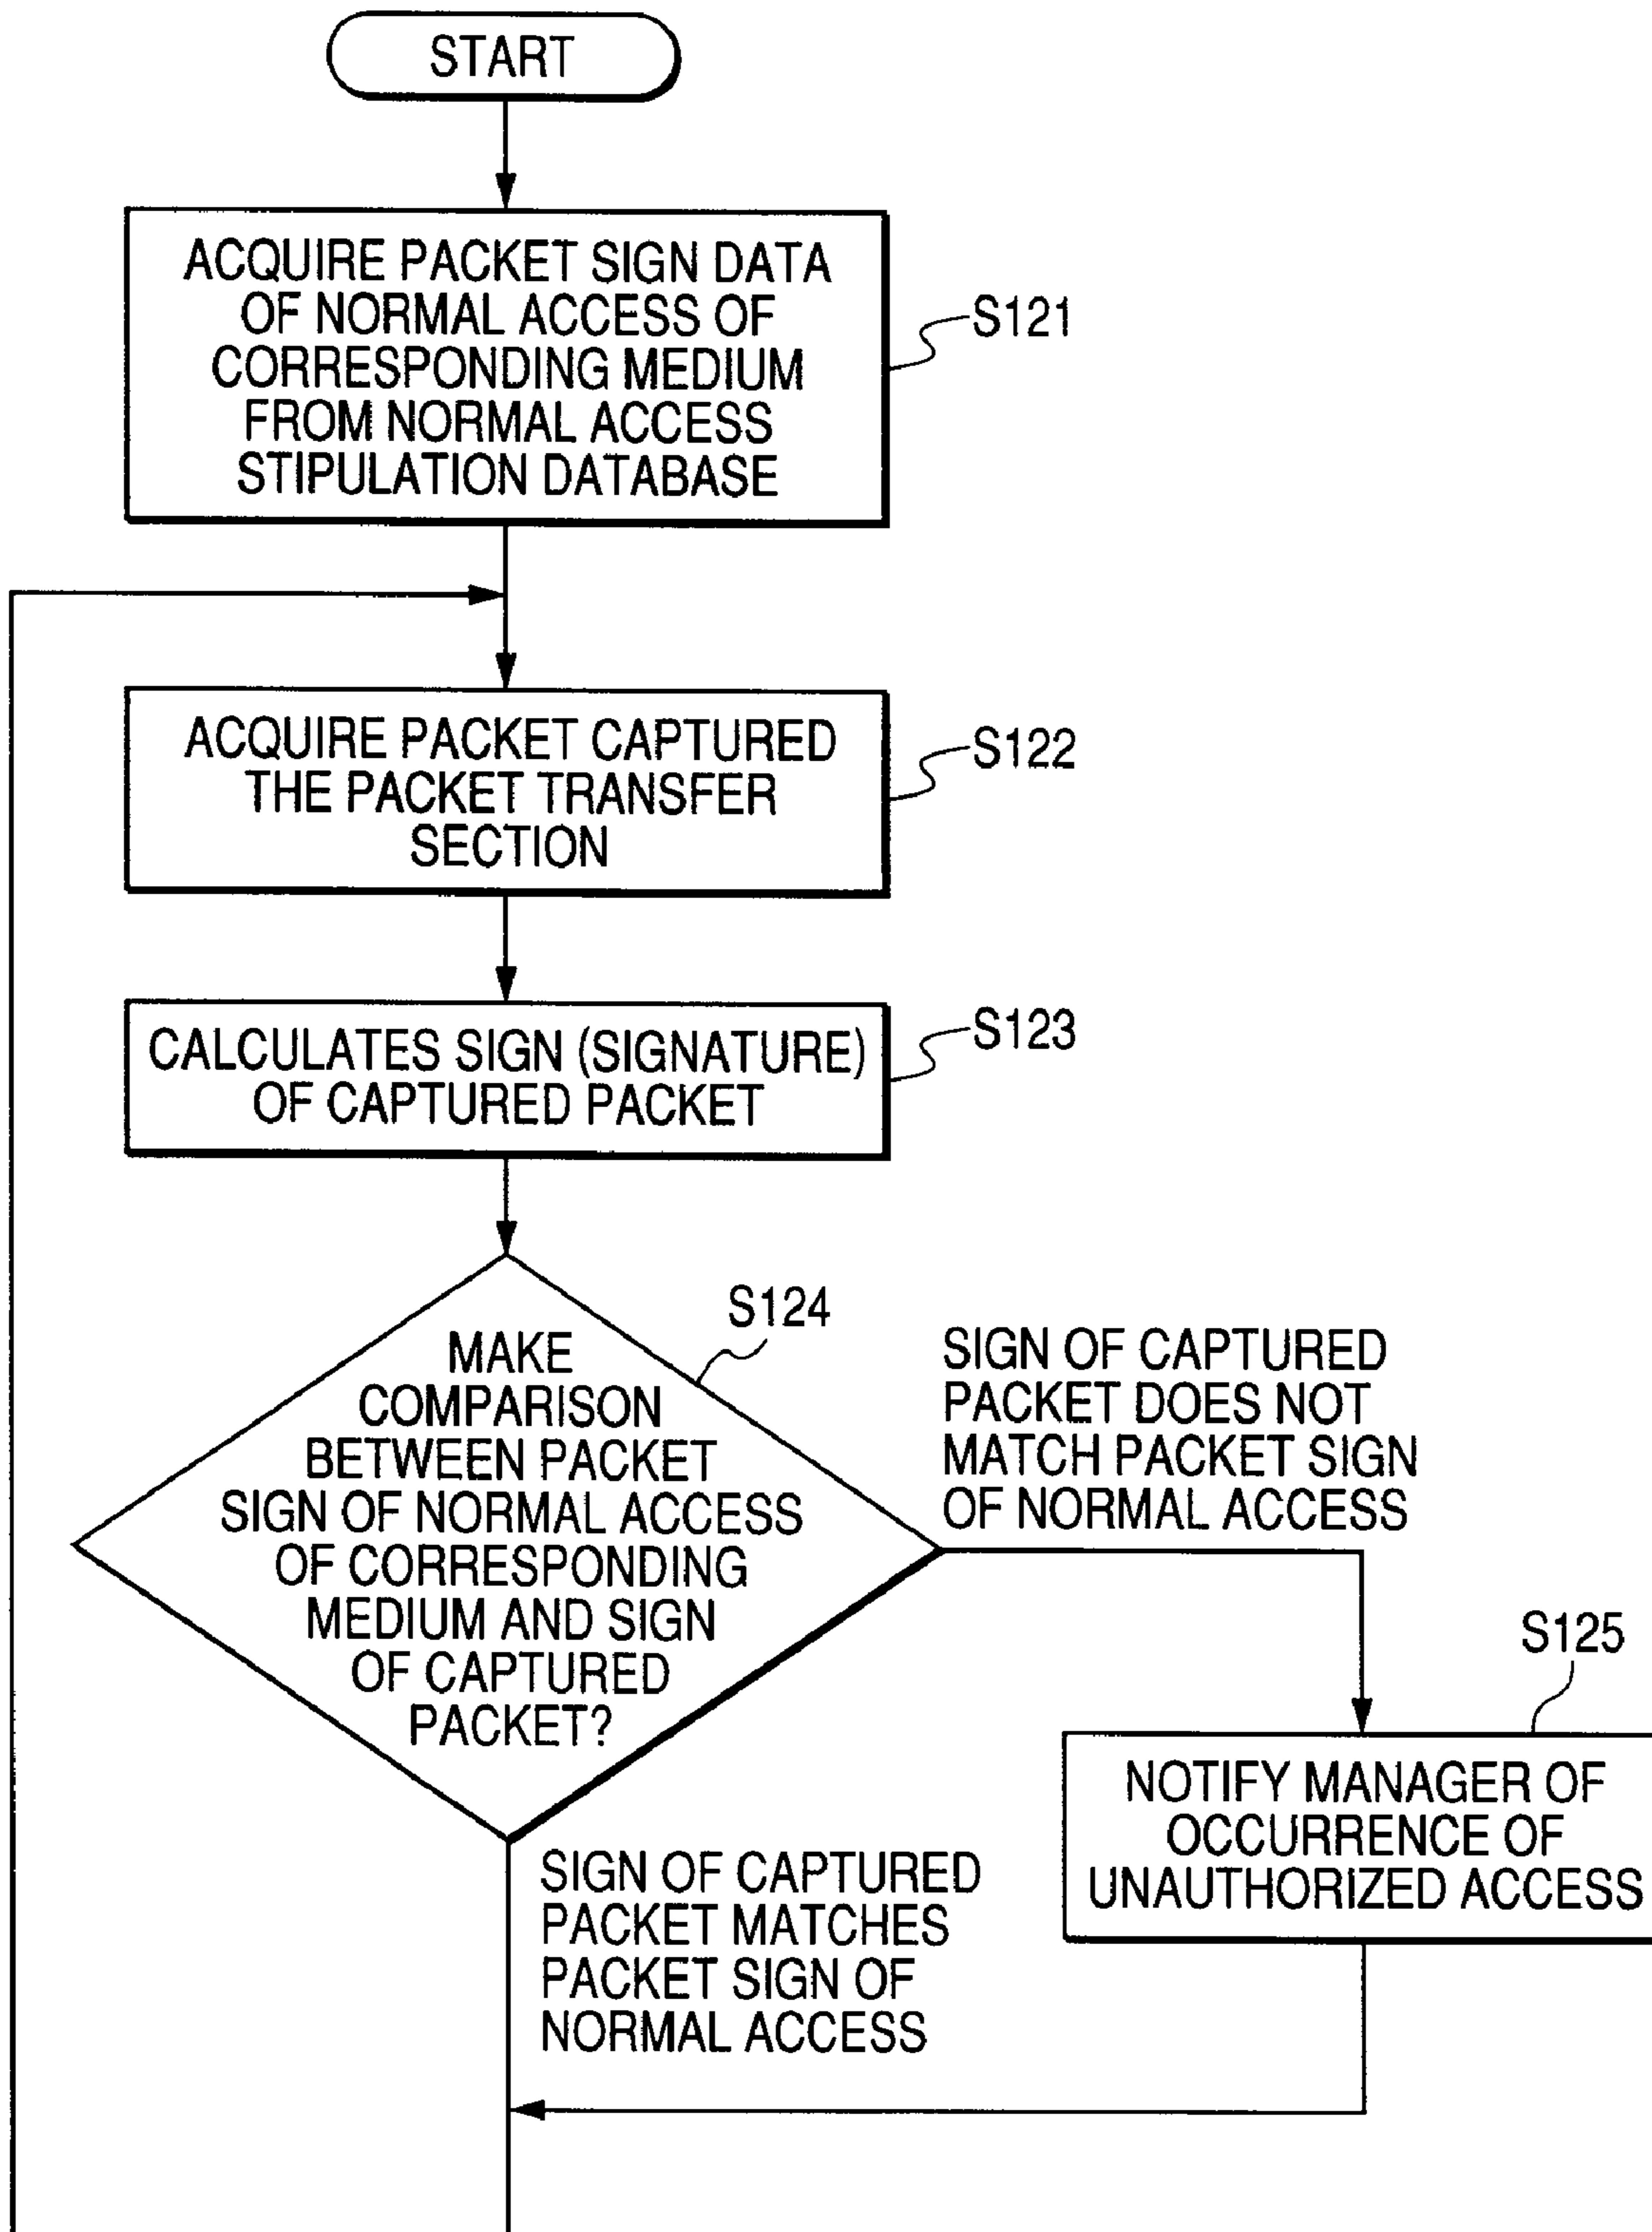 START
ACQUIRE PACKET SIGN DATA
OF NORMAL ACCESS OF
CORRESPONDING MEDIUM
FROM NORMAL ACCESS
STIPULATION DATABASE
S121
ACQUIRE PACKET CAPTURED
THE PACKET TRANSFER
SECTION
S122
CALCULATES SIGN (SIGNATURE)
OF CAPTURED PACKET
S123
MAKE
COMPARISON
BETWEEN PACKET
SIGN OF NORMAL ACCESS
OF CORRESPONDING
MEDIUM AND SIGN
OF CAPTURED
PACKET?
S124
SIGN OF CAPTURED
PACKET DOES NOT
MATCH PACKET SIGN
OF NORMAL ACCESS
S125
NOTIFY MANAGER OF
OCCURRENCE OF
UNAUTHORIZED ACCESS
SIGN OF CAPTURED
PACKET MATCHES
PACKET SIGN OF
NORMAL ACCESS